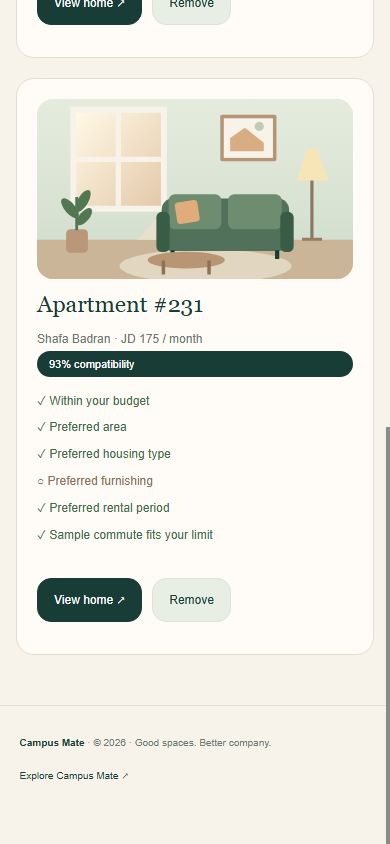 View home ↗ Remove
Apartment #231
Shafa Badran · JD 175 / month
93% compatibility
✓ Within your budget
✓ Preferred area
✓ Preferred housing type
○ Preferred furnishing
✓ Preferred rental period
✓ Sample commute fits your limit
View home ↗ Remove
Campus Mate · © 2026 · Good spaces. Better company.
Explore Campus Mate ↗